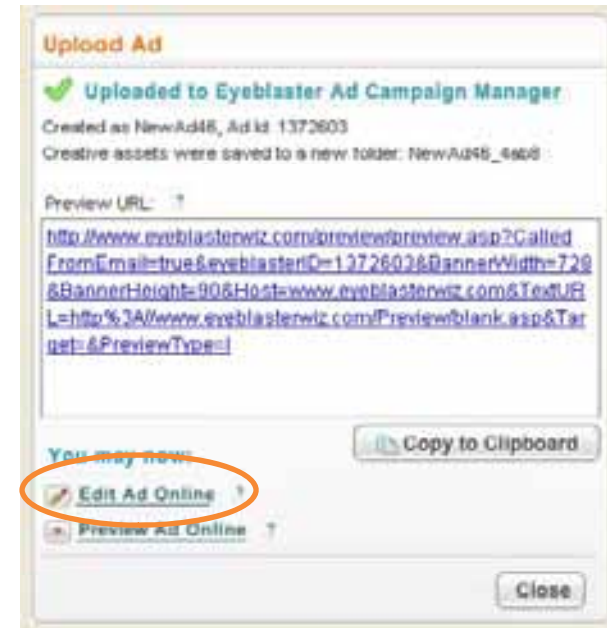 Upload Ad
Uploaded to Eyeblaster Ad Campaign Manager
Created as NewAd46, Ad Id: 1372603
Creative assets were saved to a new folder: NewAd46_4ab8
Preview URL: ?
http://www.eyeblasterwiz.com/preview/preview.asp?Called
FromEmail=true&eyeblasterID=1372603&BannerWidth=728
&BannerHeight=90&Host=www.eyeblasterwiz.com&TextUR
L=http%3A//www.eyeblasterwiz.com/Preview/blank.asp&Tar
get=&PreviewType=I
Copy to Clipboard
You may now:
Edit Ad Online ?
Preview Ad Online ?
Close